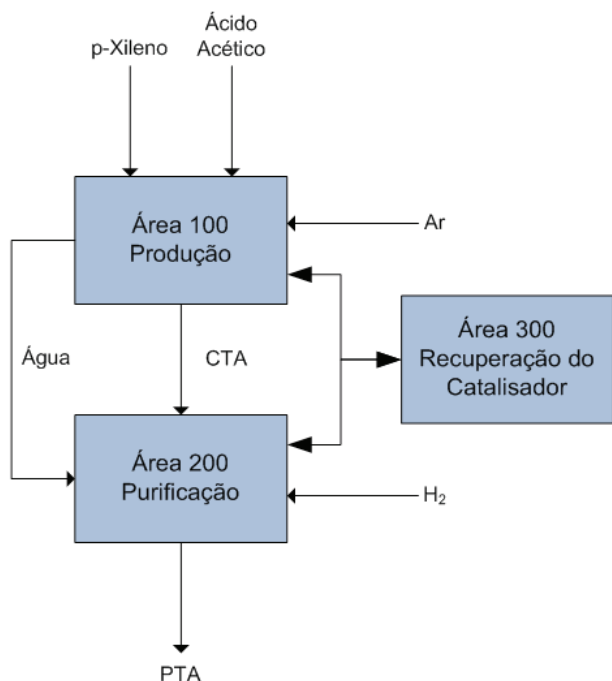 p-Xileno
Ácido
Acético
Área 100
Produção
Ar
Área 300
Recuperação do
Catalisador
Água
CTA
Área 200
Purificação
H₂
PTA